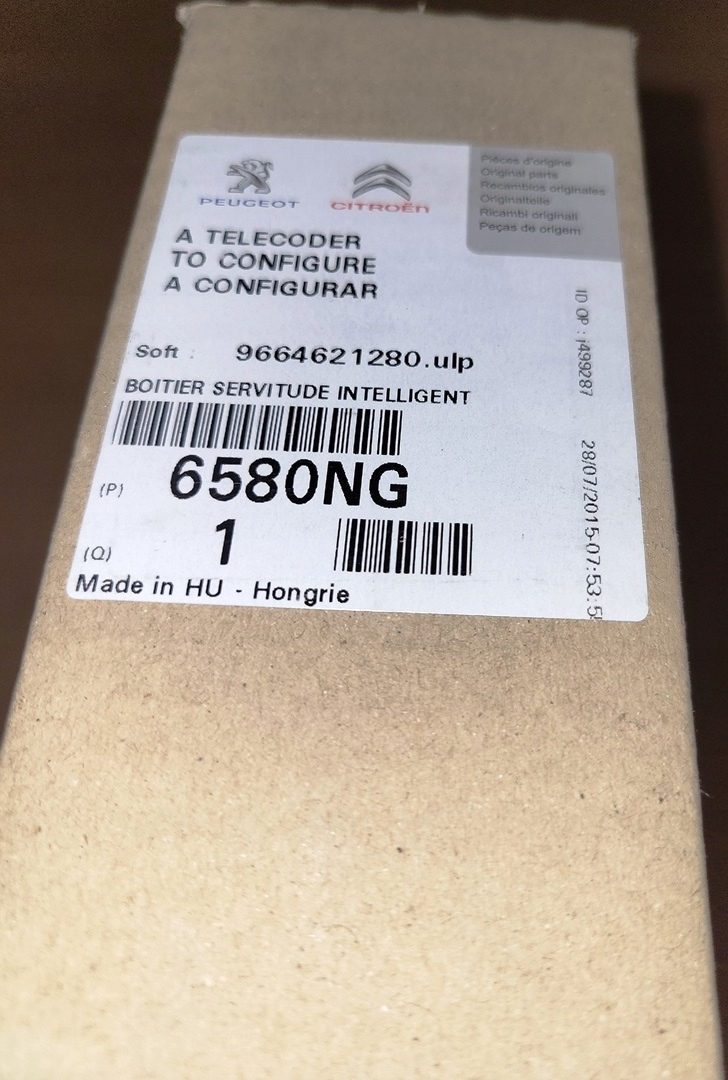 PEUGEOT
CITROËN
Pièces d'origine
Original parts
Recambios originales
Originalteile
Ricambi originali
Peças de origem
A TELECODER
TO CONFIGURE
A CONFIGURAR
Soft : 9664621280.ulp
BOITIER SERVITUDE INTELLIGENT
(P) 6580NG
(Q) 1
Made in HU - Hongrie
ID OP : i499287 28/07/2015-07:53:5